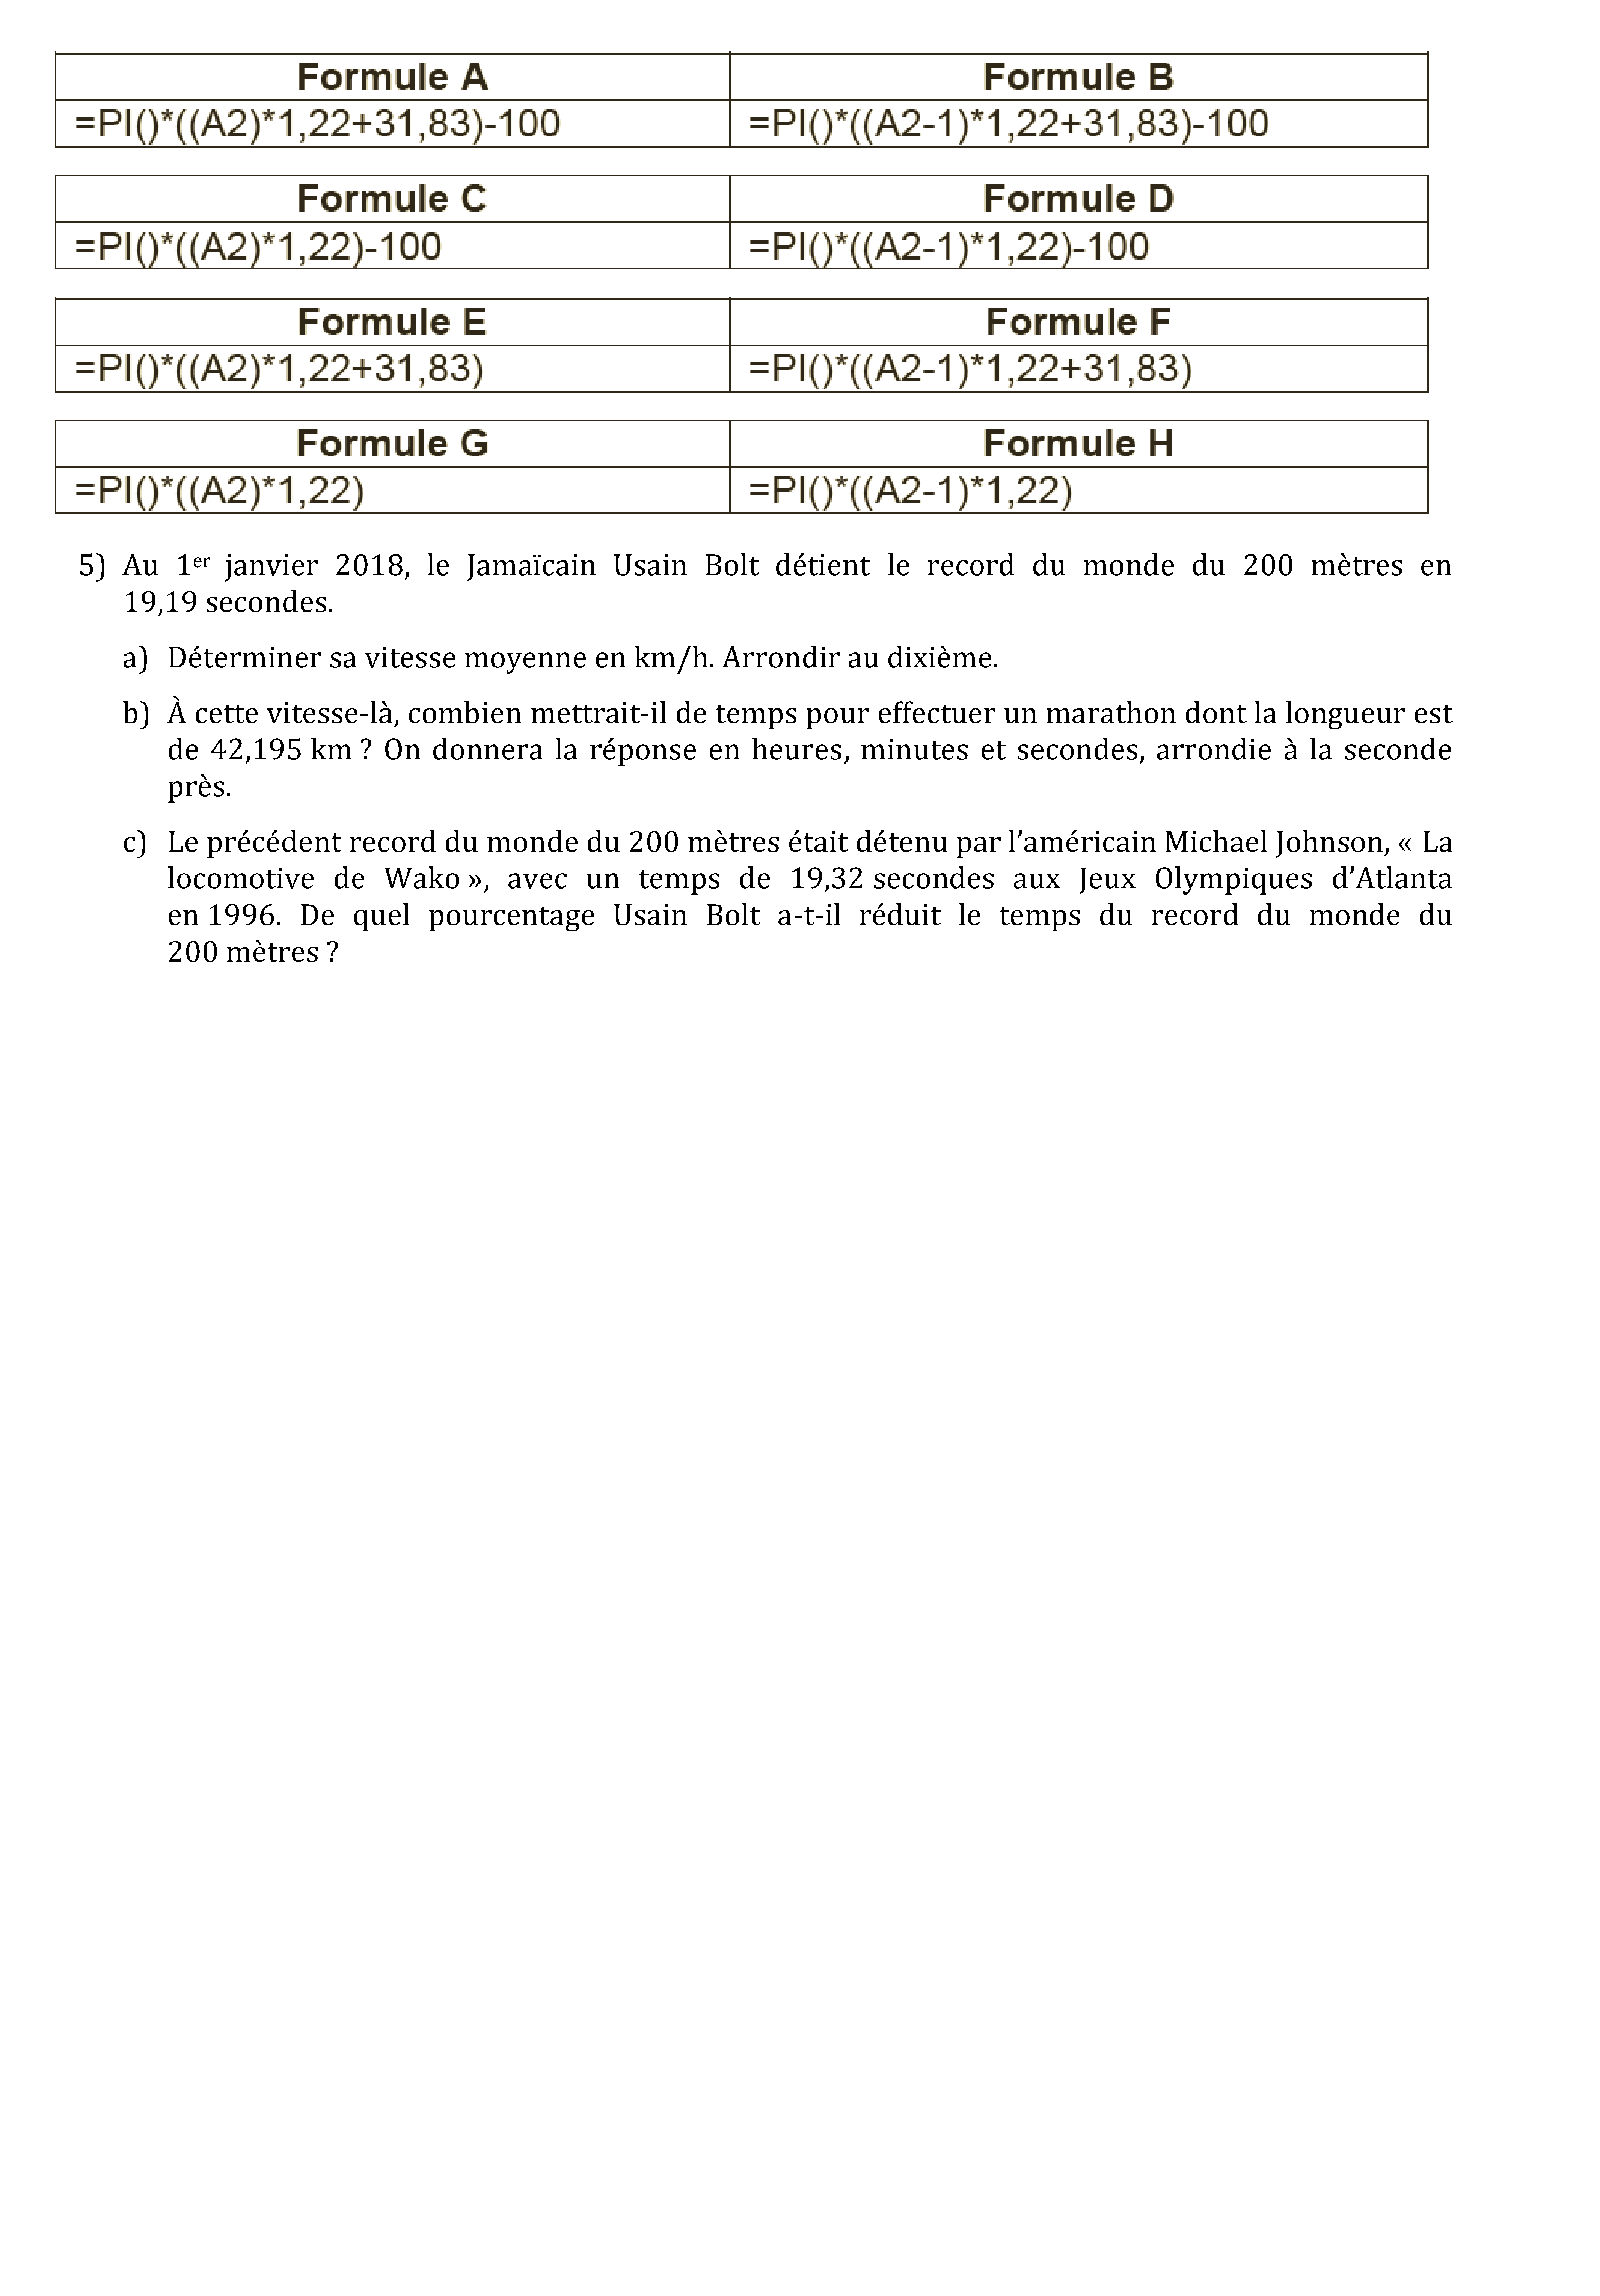 Formule A Formule B
=PI()*((A2)*1,22+31,83)-100 =PI()*((A2-1)*1,22+31,83)-100
Formule C Formule D
=PI()*((A2)*1,22)-100 =PI()*((A2-1)*1,22)-100
Formule E Formule F
=PI()*((A2)*1,22+31,83) =PI()*((A2-1)*1,22+31,83)
Formule G Formule H
=PI()*((A2)*1,22) =PI()*((A2-1)*1,22)
5) Au 1er janvier 2018, le Jamaïcain Usain Bolt détient le record du monde du 200 mètres en
19,19 secondes.
a) Déterminer sa vitesse moyenne en km/h. Arrondir au dixième.
b) À cette vitesse-là, combien mettrait-il de temps pour effectuer un marathon dont la longueur est
de 42,195 km ? On donnera la réponse en heures, minutes et secondes, arrondie à la seconde
près.
c) Le précédent record du monde du 200 mètres était détenu par l’américain Michael Johnson, « La
locomotive de Wako », avec un temps de 19,32 secondes aux Jeux Olympiques d’Atlanta
en 1996. De quel pourcentage Usain Bolt a-t-il réduit le temps du record du monde du
200 mètres ?